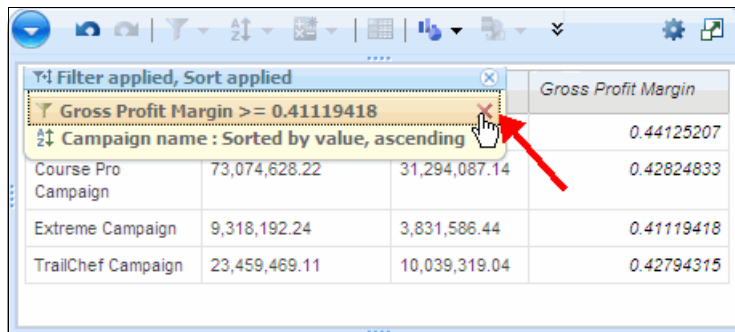 Filter applied, Sort applied
Gross Profit Margin
Gross Profit Margin >= 0.41119418
0.44125207
Campaign name : Sorted by value, ascending
Course Pro Campaign 73,074,628.22 31,294,087.14 0.42824833
Extreme Campaign 9,318,192.24 3,831,586.44 0.41119418
TrailChef Campaign 23,459,469.11 10,039,319.04 0.42794315